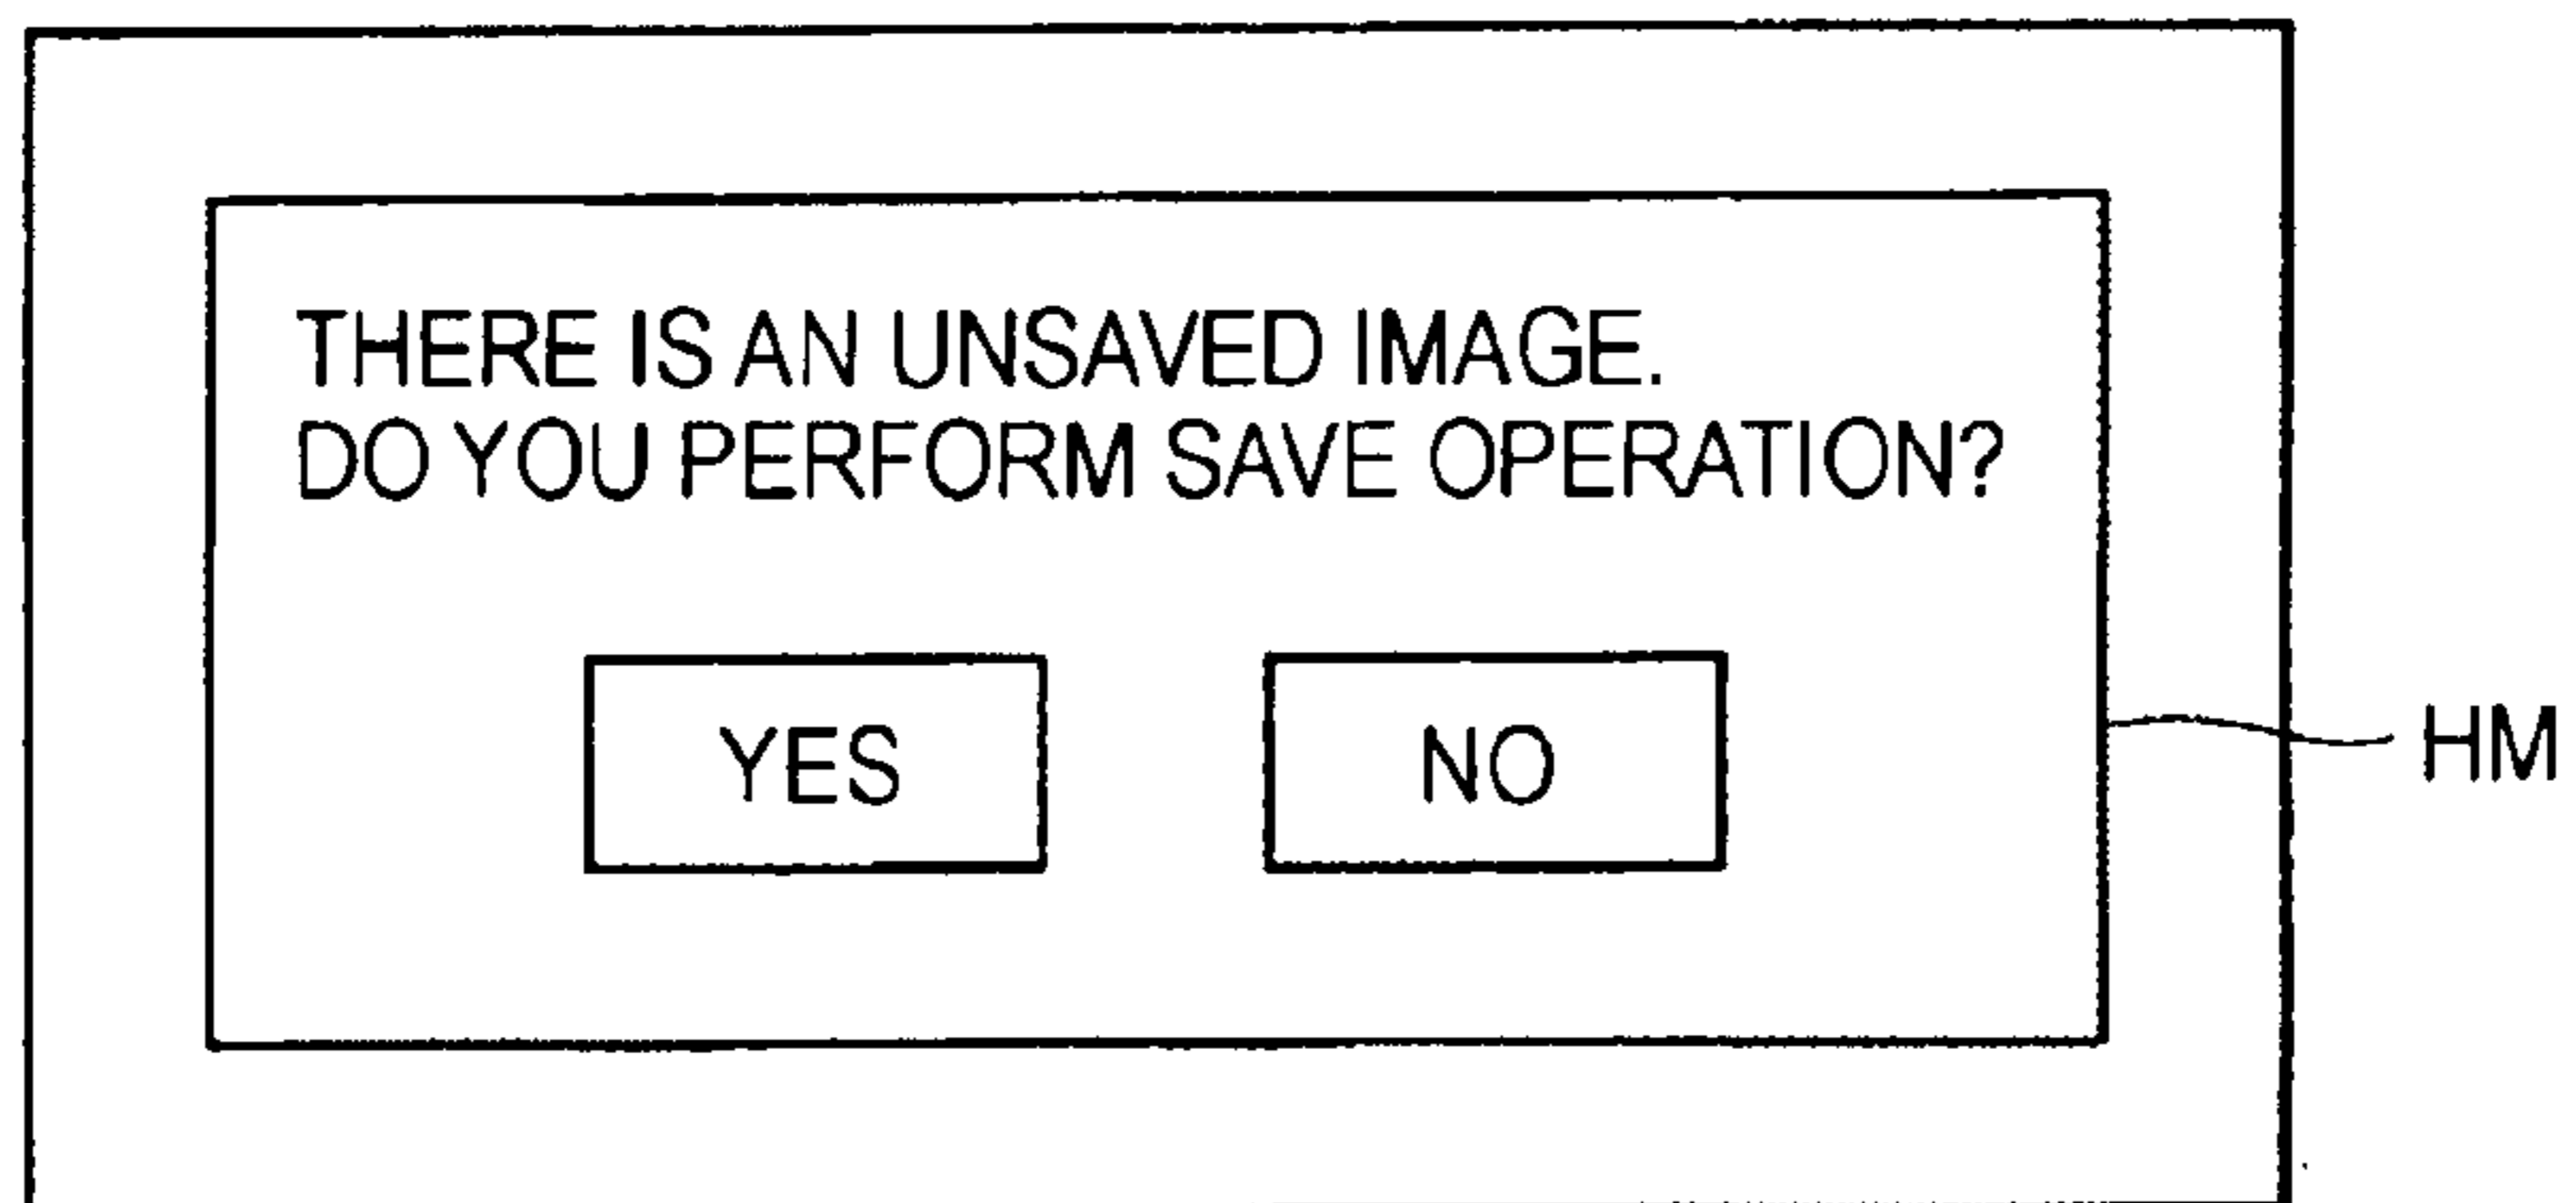 THERE IS AN UNSAVED IMAGE.
DO YOU PERFORM SAVE OPERATION?
YES NO
HM